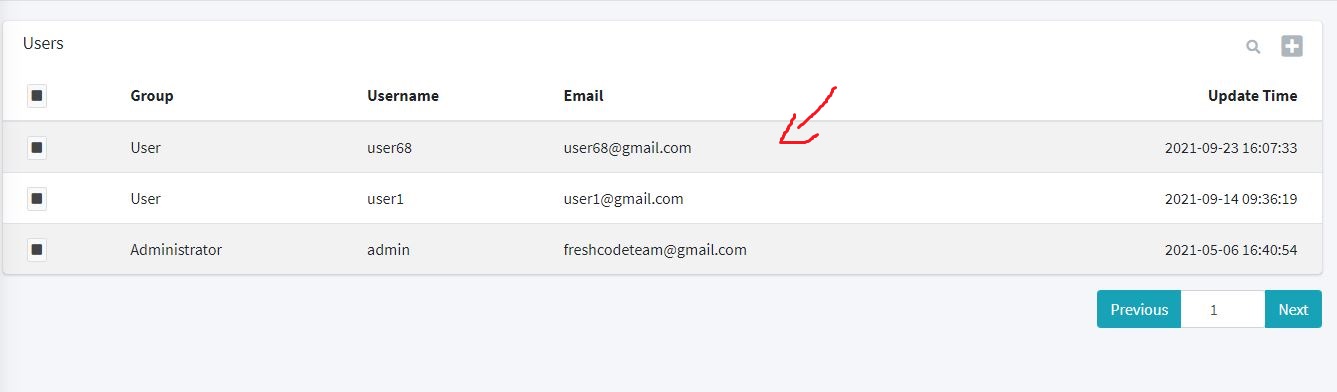 Users
Group Username Email Update Time
User user68 user68@gmail.com 2021-09-23 16:07:33
User user1 user1@gmail.com 2021-09-14 09:36:19
Administrator admin freshcodeteam@gmail.com 2021-05-06 16:40:54
Previous 1 Next